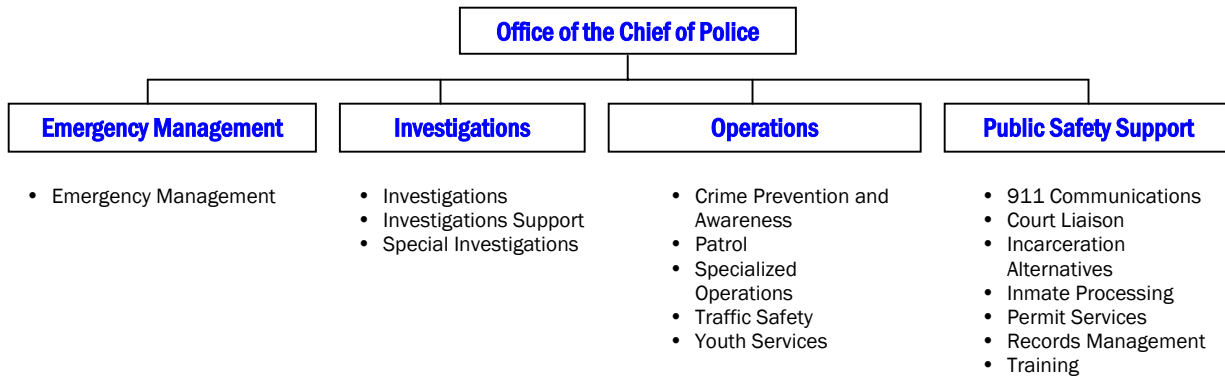 Office of the Chief of Police
Emergency Management
Investigations
Operations
Public Safety Support
• Emergency Management
• Investigations
• Investigations Support
• Special Investigations
• Crime Prevention and
Awareness
• Patrol
• Specialized
Operations
• Traffic Safety
• Youth Services
• 911 Communications
• Court Liaison
• Incarceration
Alternatives
• Inmate Processing
• Permit Services
• Records Management
• Training